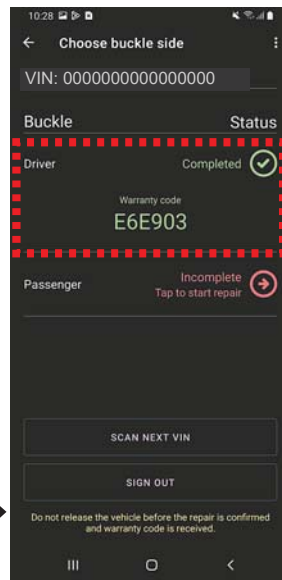 10:28
Choose buckle side
VIN: 0000000000000000
Buckle Status
Driver Completed
Warranty code
E6E903
Passenger Incomplete
Tap to start repair
SCAN NEXT VIN
SIGN OUT
Do not release the vehicle before the repair is confirmed
and warranty code is received.